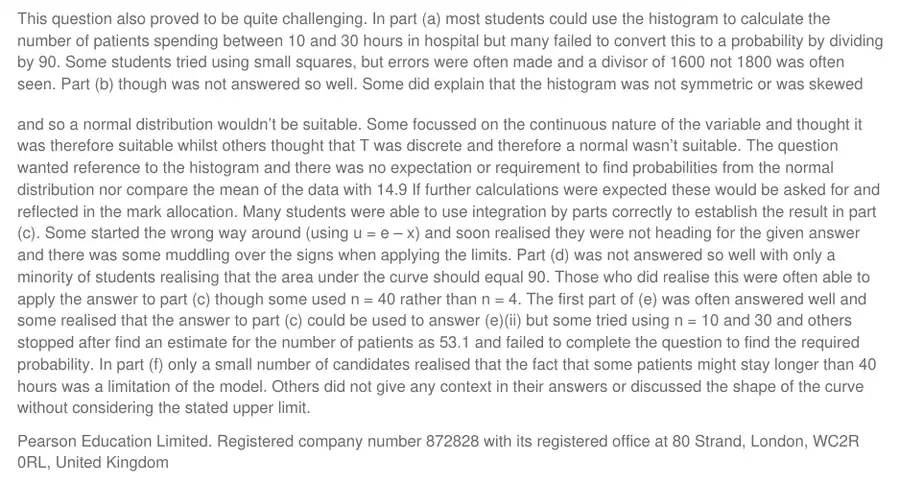 This question also proved to be quite challenging. In part (a) most students could use the histogram to calculate the
number of patients spending between 10 and 30 hours in hospital but many failed to convert this to a probability by dividing
by 90. Some students tried using small squares, but errors were often made and a divisor of 1600 not 1800 was often
seen. Part (b) though was not answered so well. Some did explain that the histogram was not symmetric or was skewed
and so a normal distribution wouldn't be suitable. Some focussed on the continuous nature of the variable and thought it
was therefore suitable whilst others thought that T was discrete and therefore a normal wasn't suitable. The question
wanted reference to the histogram and there was no expectation or requirement to find probabilities from the normal
distribution nor compare the mean of the data with 14.9 If further calculations were expected these would be asked for and
reflected in the mark allocation. Many students were able to use integration by parts correctly to establish the result in part
(c). Some started the wrong way around (using u = e – x) and soon realised they were not heading for the given answer
and there was some muddling over the signs when applying the limits. Part (d) was not answered so well with only a
minority of students realising that the area under the curve should equal 90. Those who did realise this were often able to
apply the answer to part (c) though some used n = 40 rather than n = 4. The first part of (e) was often answered well and
some realised that the answer to part (c) could be used to answer (e)(ii) but some tried using n = 10 and 30 and others
stopped after find an estimate for the number of patients as 53.1 and failed to complete the question to find the required
probability. In part (f) only a small number of candidates realised that the fact that some patients might stay longer than 40
hours was a limitation of the model. Others did not give any context in their answers or discussed the shape of the curve
without considering the stated upper limit.
Pearson Education Limited. Registered company number 872828 with its registered office at 80 Strand, London, WC2R
0RL, United Kingdom